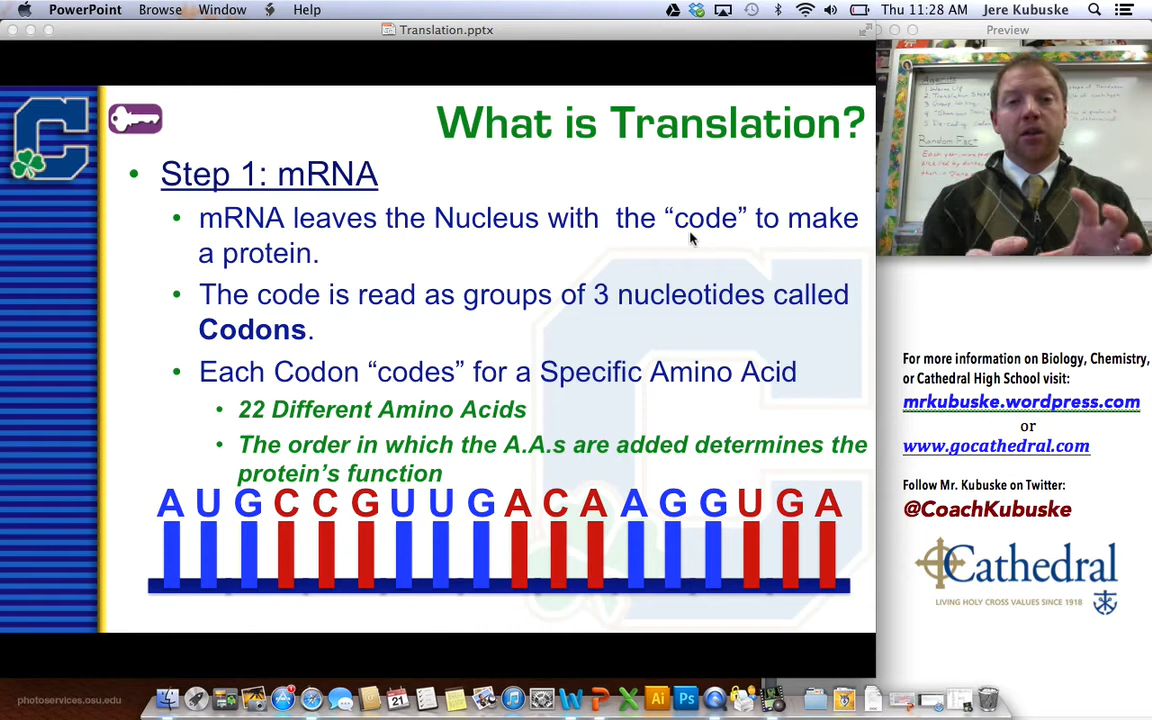 PowerPoint Browse Window Help Thu 11:28 AM Jere Kubuske
Translation.pptx
Preview
What is Translation?
• Step 1: mRNA
• mRNA leaves the Nucleus with the “code” to make
a protein.
• The code is read as groups of 3 nucleotides called
Codons.
• Each Codon “codes” for a Specific Amino Acid
• 22 Different Amino Acids
• The order in which the A.A.s are added determines the
protein’s function
A U G C C G U U G A C A A G G U G A
Agenda
Random Fact
For more information on Biology, Chemistry,
or Cathedral High School visit:
mrkubuske.wordpress.com
or
www.gocathedral.com
Follow Mr. Kubuske on Twitter:
@CoachKubuske
Cathedral
LIVING HOLY CROSS VALUES SINCE 1918
photoservices.psu.edu